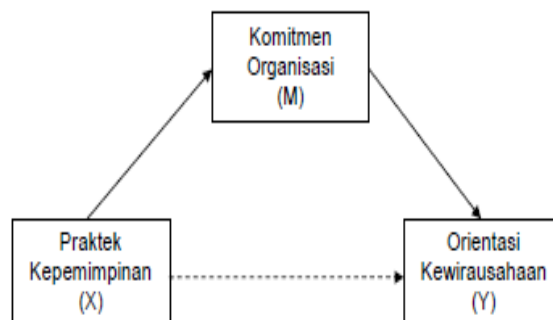 Komitmen
Organisasi
(M)
Praktek
Kepemimpinan
(X)
Orientasi
Kewirausahaan
(Y)